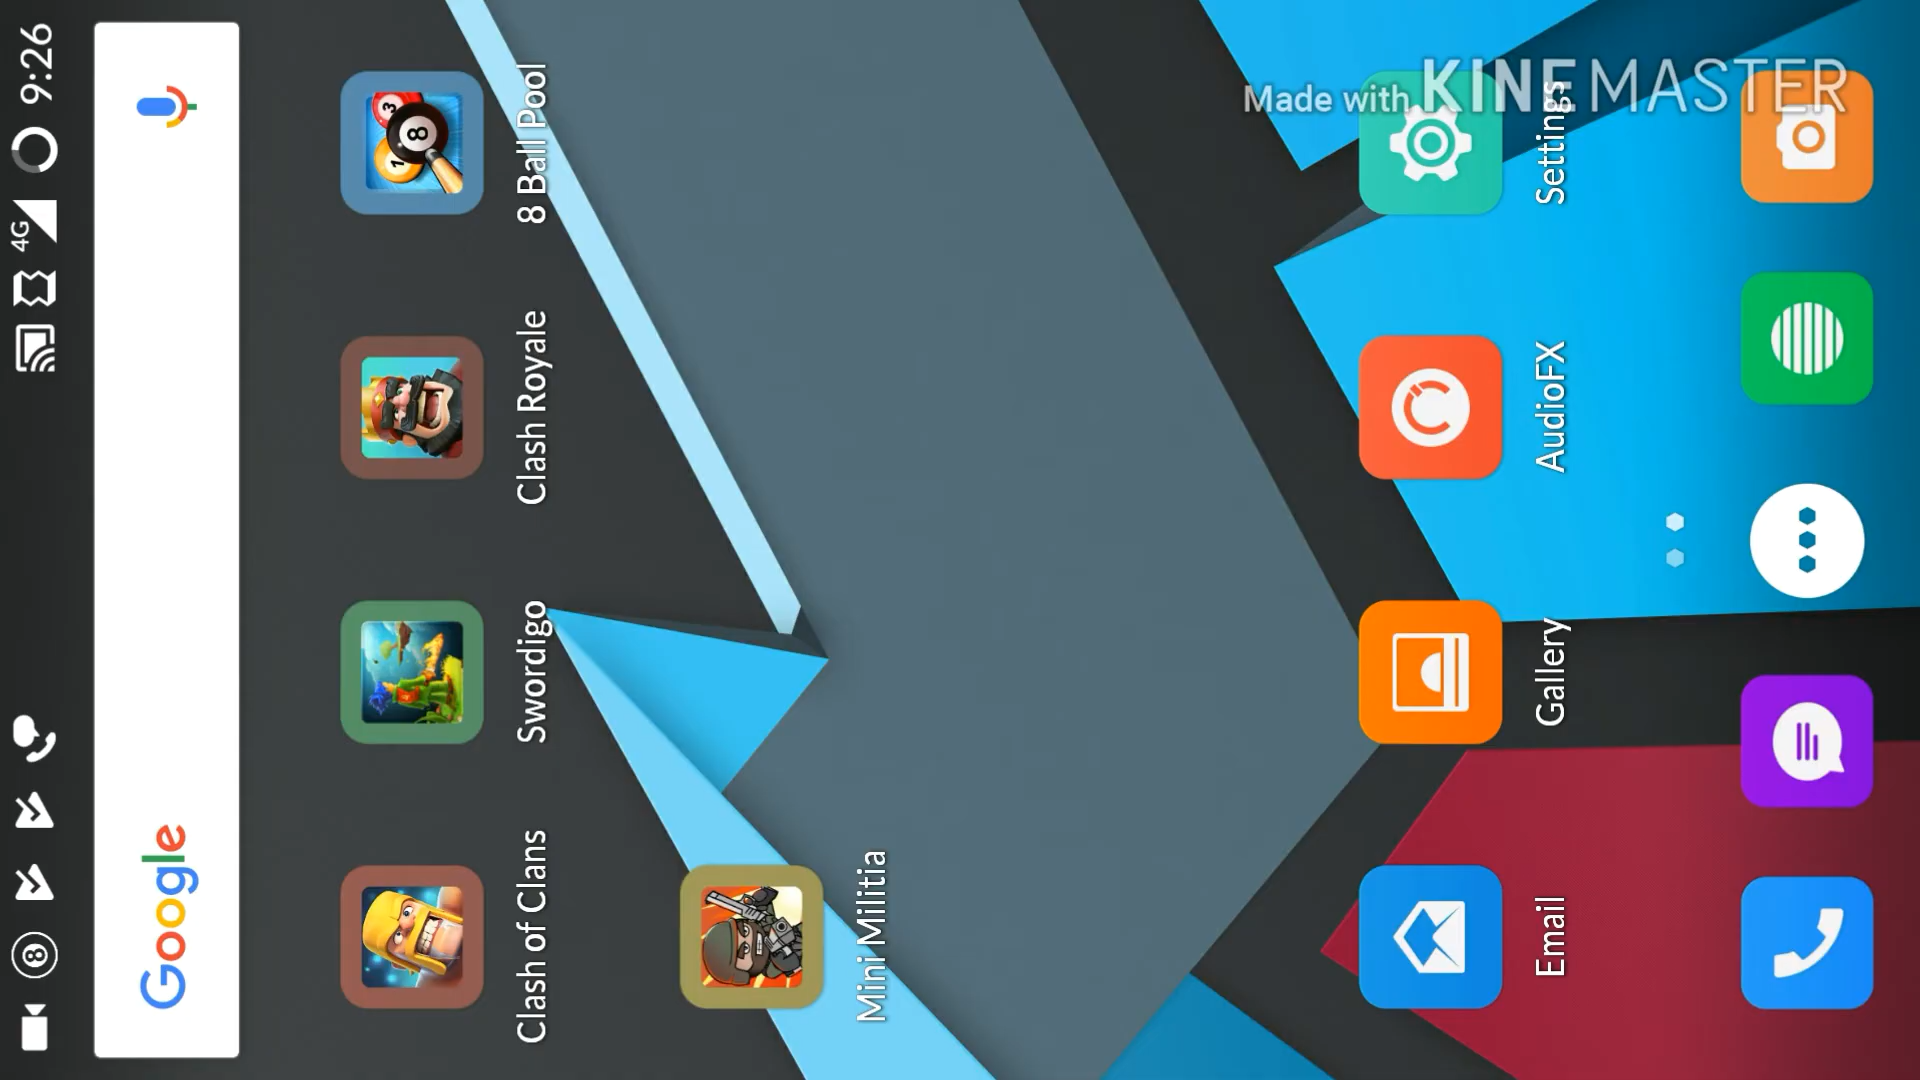 4G 9:26
Google
Clash of Clans
Swordigo
Clash Royale
8 Ball Pool
Mini Militia
Email
Gallery
AudioFX
Settings
Made with KINEMASTER